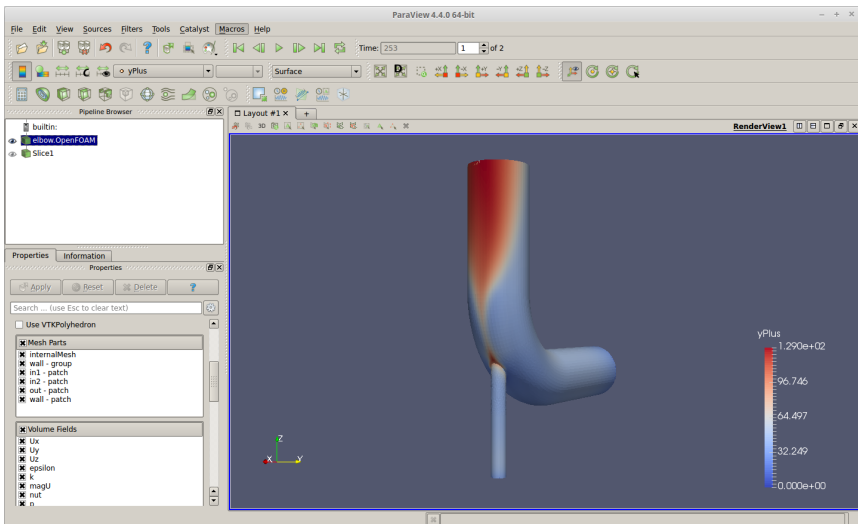 ParaView 4.4.0 64-bit
File Edit View Sources Filters Tools Catalyst Macros Help
Time: 253 1 of 2
yPlus Surface
Pipeline Browser
builtin:
elbow.OpenFOAM
Slice1
Layout #1
3D RenderView1
Properties Information
Properties
Apply Reset Delete ?
Search ... (use Esc to clear text)
Use VTKPolyhedron
Mesh Parts
internalMesh
wall - group
in1 - patch
in2 - patch
out - patch
wall - patch
Volume Fields
Ux
Uy
Uz
epsilon
k
magU
nut
p
Z
X Y
yPlus
1.290e+02
96.746
64.497
32.249
0.000e+00